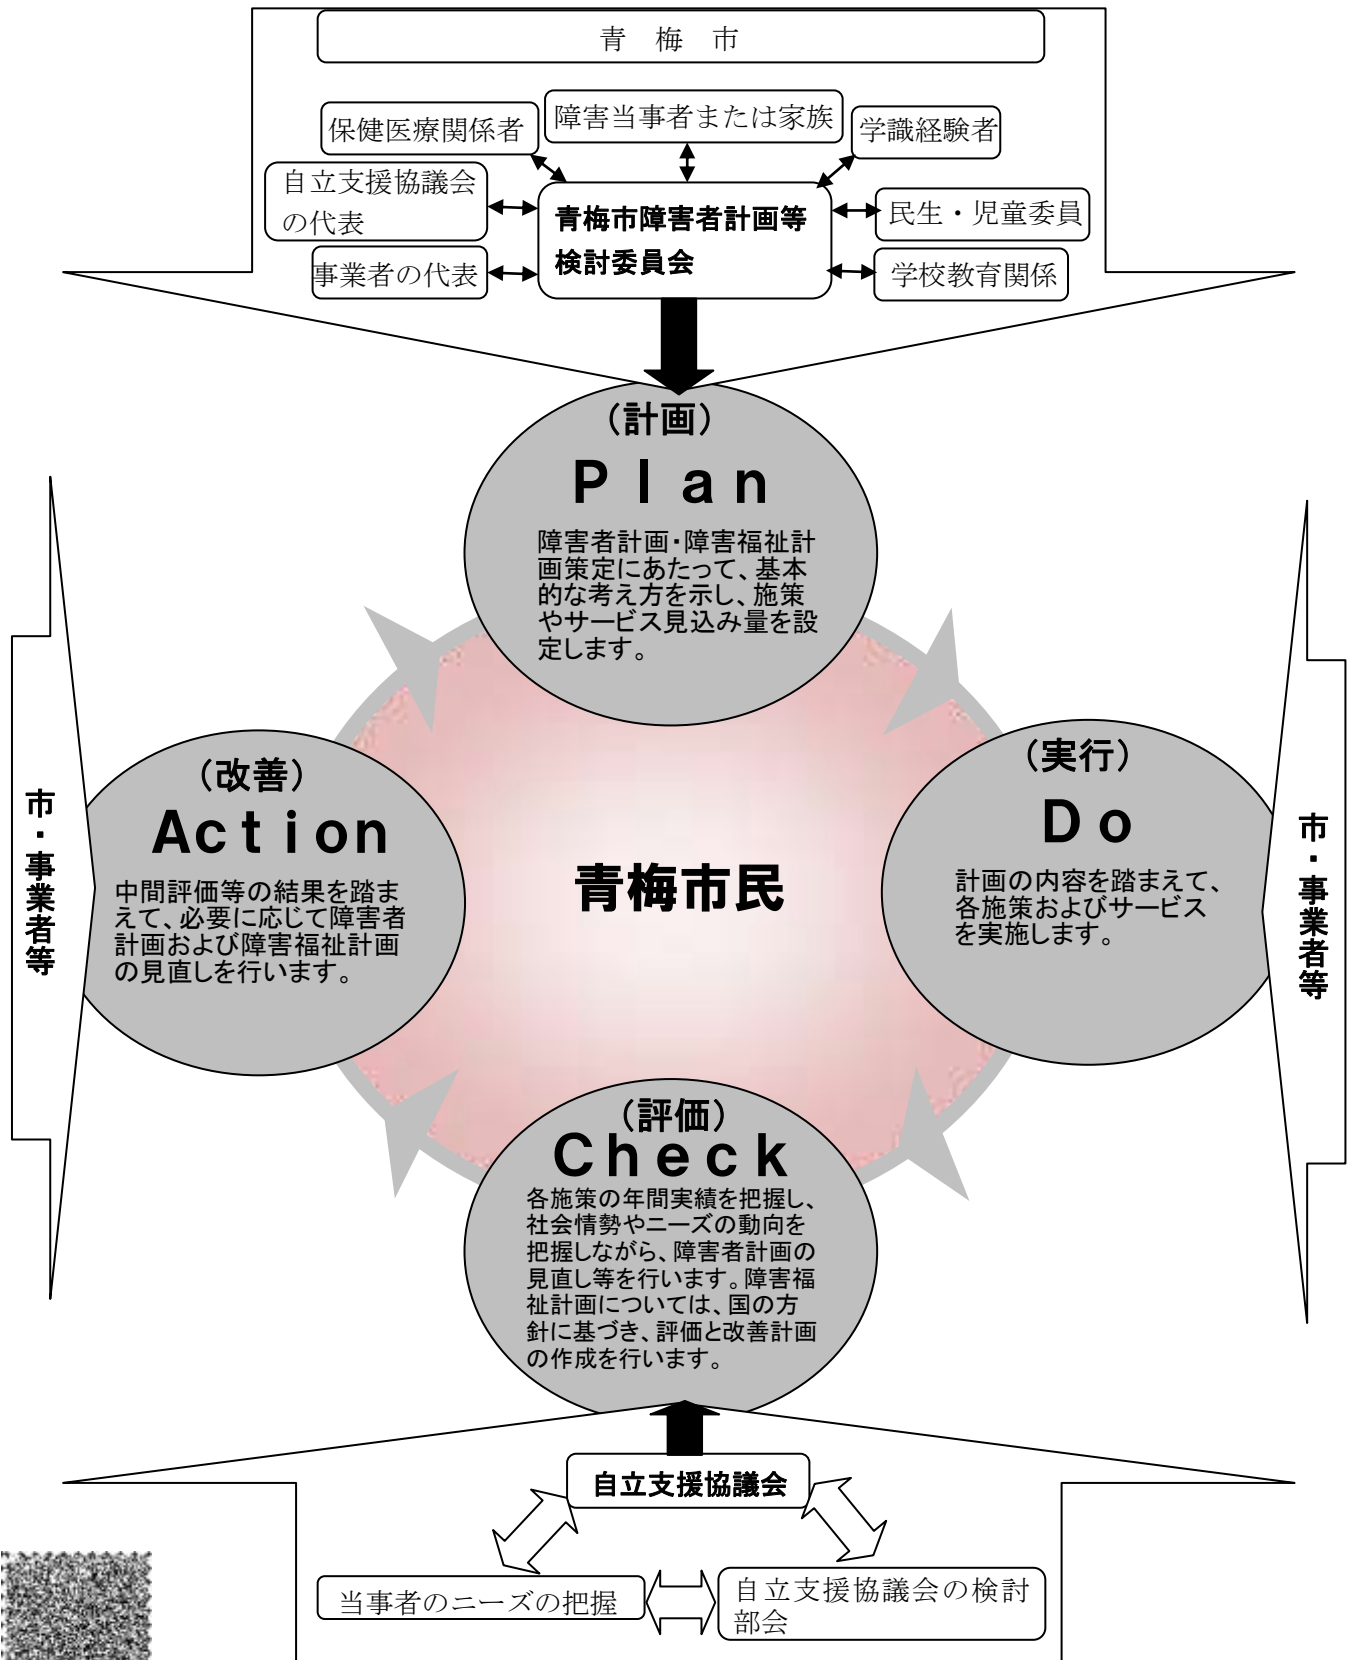 青　梅　市
保健医療関係者
障害当事者または家族
学識経験者
自立支援協議会
の代表
青梅市障害者計画等
検討委員会
民生・児童委員
事業者の代表
学校教育関係
（計画）
Ｐｌａｎ
障害者計画・障害福祉計
画策定にあたって、基本
的な考え方を示し、施策
やサービス見込み量を設
定します。
（改善）
Ａｃｔｉｏｎ
中間評価等の結果を踏ま
えて、必要に応じて障害者
計画および障害福祉計画
の見直しを行います。
市・事業者等
青梅市民
（実行）
Ｄｏ
計画の内容を踏まえて、
各施策およびサービス
を実施します。
市・事業者等
（評価）
Ｃｈｅｃｋ
各施策の年間実績を把握し、
社会情勢やニーズの動向を
把握しながら、障害者計画の
見直し等を行います。障害福
祉計画については、国の方
針に基づき、評価と改善計画
の作成を行います。
自立支援協議会
当事者のニーズの把握
自立支援協議会の検討
部会